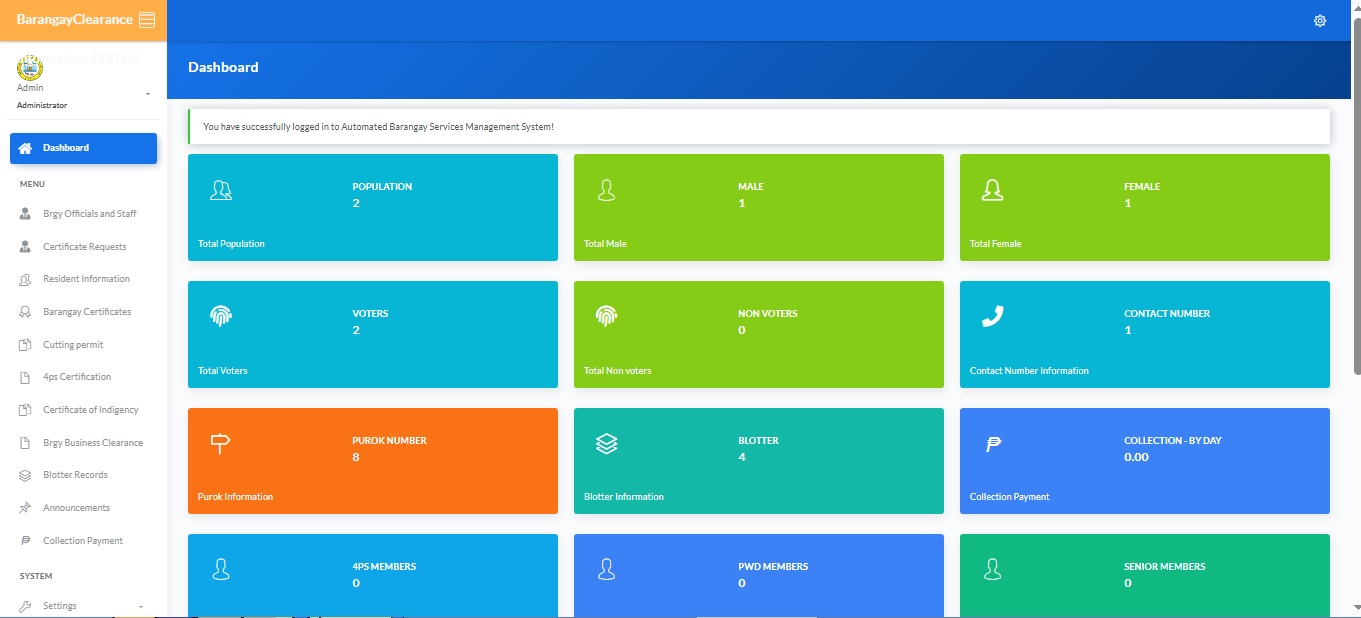 BarangayClearance
Admin
Administrator
Dashboard
MENU
Brgy Officials and Staff
Certificate Requests
Resident Information
Barangay Certificates
Cutting permit
4ps Certification
Certificate of Indigency
Brgy Business Clearance
Blotter Records
Announcements
Collection Payment
SYSTEM
Settings
Dashboard
You have successfully logged in to Automated Barangay Services Management System!
POPULATION
2
Total Population
MALE
1
Total Male
FEMALE
1
Total Female
VOTERS
2
Total Voters
NON VOTERS
0
Total Non voters
CONTACT NUMBER
1
Contact Number Information
PUROK NUMBER
8
Purok Information
BLOTTER
4
Blotter Information
COLLECTION - BY DAY
0.00
Collection Payment
4PS MEMBERS
0
PWD MEMBERS
0
SENIOR MEMBERS
0